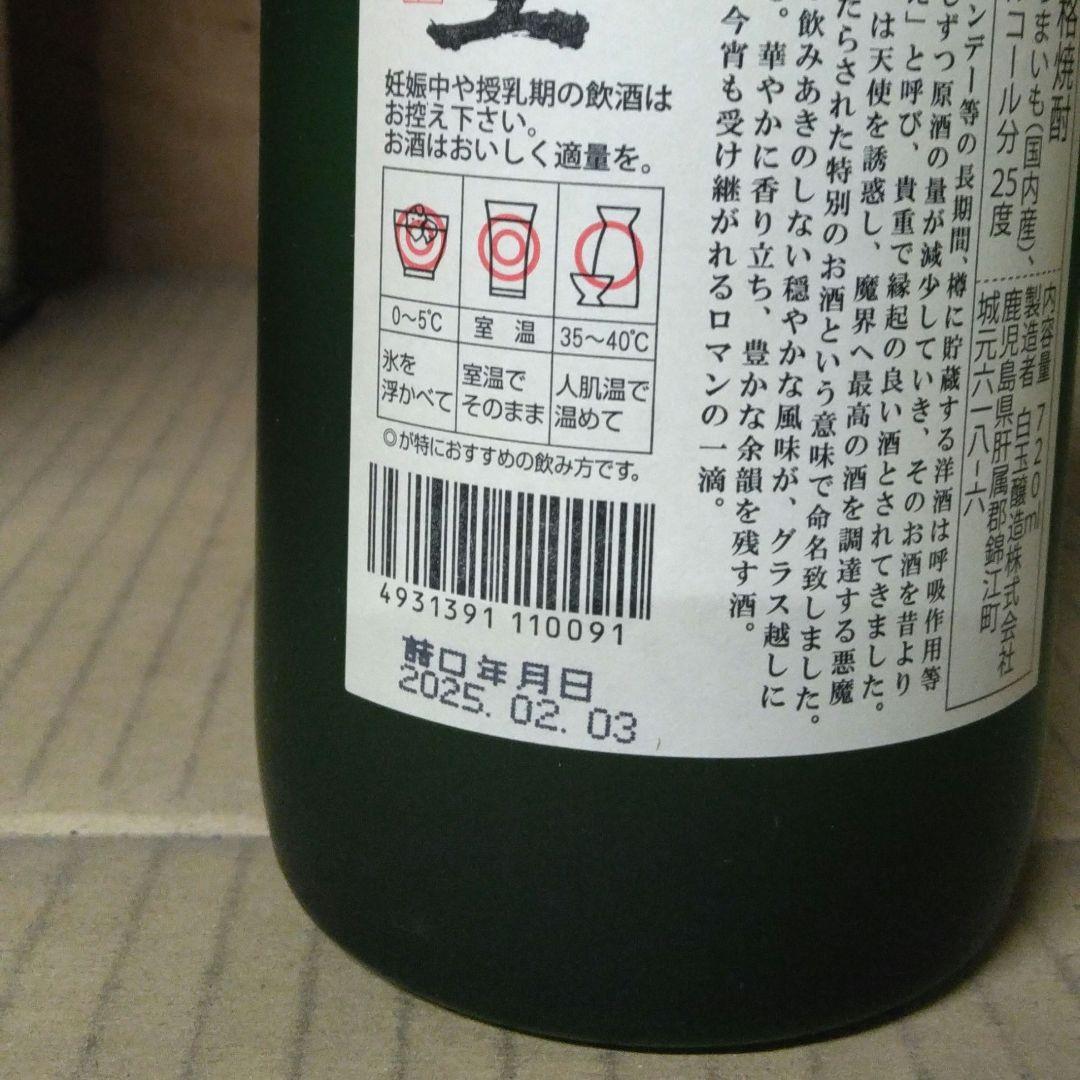 王
妊娠中や授乳期の飲酒は
お控え下さい。
お酒はおいしく適量を。
0～5℃
室温
35～40℃
氷を
浮かべて
室温で
そのまま
人肌温で
温めて
◎が特におすすめの飲み方です。
4931391 110091
詰口年月日
2025. 02. 03
格焼酎
まいも(国内産)、
コール分 25度
内容量 720ml
製造者 白玉醸造株式会社
鹿児島県肝属郡錦江町
城元六一八-六
ンデー等の長期間、樽に貯蔵する洋酒は呼吸作用等
しずつ原酒の量が減少していき、そのお酒を昔より
」と呼び、貴重で縁起の良い酒とされてきました。
は天使を誘惑し、魔界へ最高の酒を調達する悪魔
たらされた特別のお酒という意味で命名致しました。
飲みあきのしない穏やかな風味が、グラス越しに
。華やかに香り立ち、豊かな余韻を残す酒。
今宵も受け継がれるロマンの一滴。